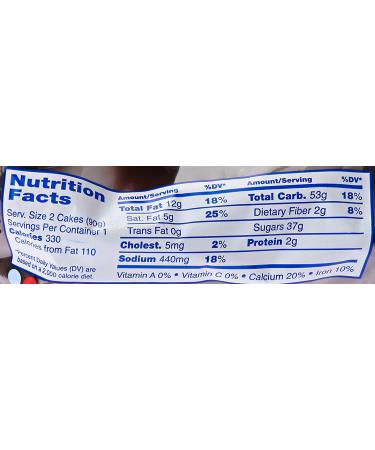 Nutrition
Facts
Serv. Size 2 Cakes (90g)
Servings Per Container 1
Calories 330
Calories from Fat 110
*Percent Daily Values (DV) are
based on a 2,000 calorie diet.
Amount/Serving %DV*
Total Fat 12g 18%
Sat. Fat 5g 25%
Trans Fat 0g
Cholest. 5mg 2%
Sodium 440mg 18%
Amount/Serving %DV*
Total Carb. 53g 18%
Dietary Fiber 2g 8%
Sugars 37g
Protein 2g
Vitamin A 0% • Vitamin C 0% • Calcium 20% • Iron 10%